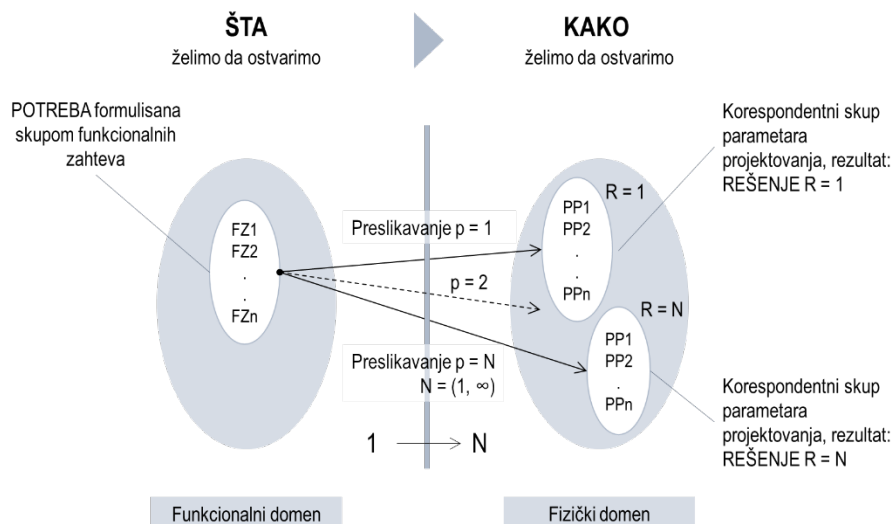 ŠTA
želimo da ostvarimo
KAKO
želimo da ostvarimo
POTREBA formulisana
skupom funkcionalnih
zahteva
FZ1
FZ2
.
.
FZn
Preslikavanje p = 1
p = 2
Preslikavanje p = N
N = (1, ∞)
1
N
R = 1
PP1
PP2
.
.
PPn
R = N
PP1
PP2
.
PPn
Korespondentni skup
parametara
projektovanja, rezultat:
REŠENJE R = 1
Korespondentni skup
parametara
projektovanja, rezultat:
REŠENJE R = N
Funkcionalni domen
Fizički domen